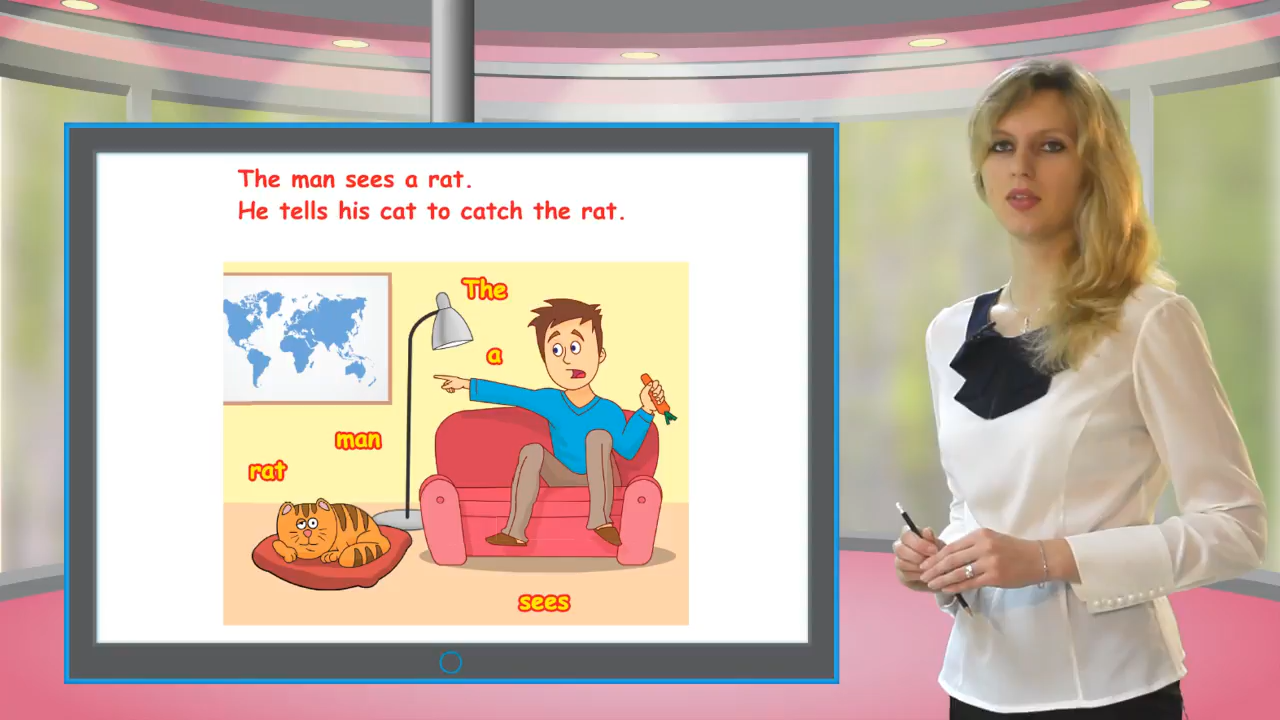 The man sees a rat.
He tells his cat to catch the rat.
The
a
man
rat
sees